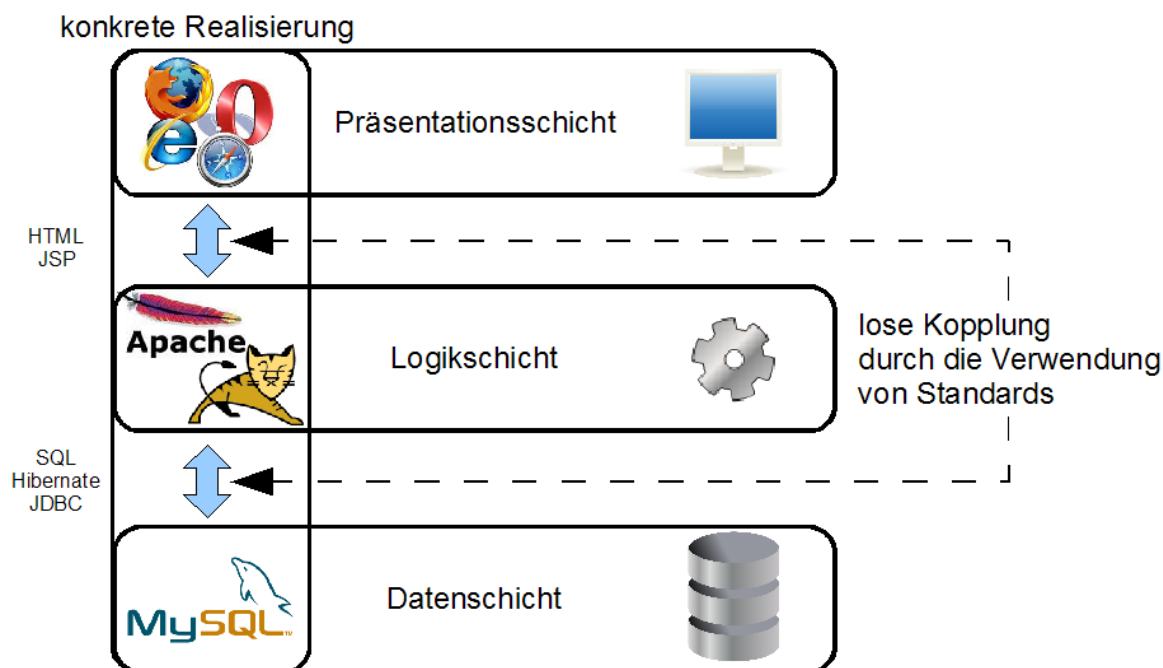 konkrete Realisierung
Präsentationsschicht
HTML
JSP
Apache
Logikschicht
lose Kopplung
durch die Verwendung
von Standards
SQL
Hibernate
JDBC
MySQL
Datenschicht